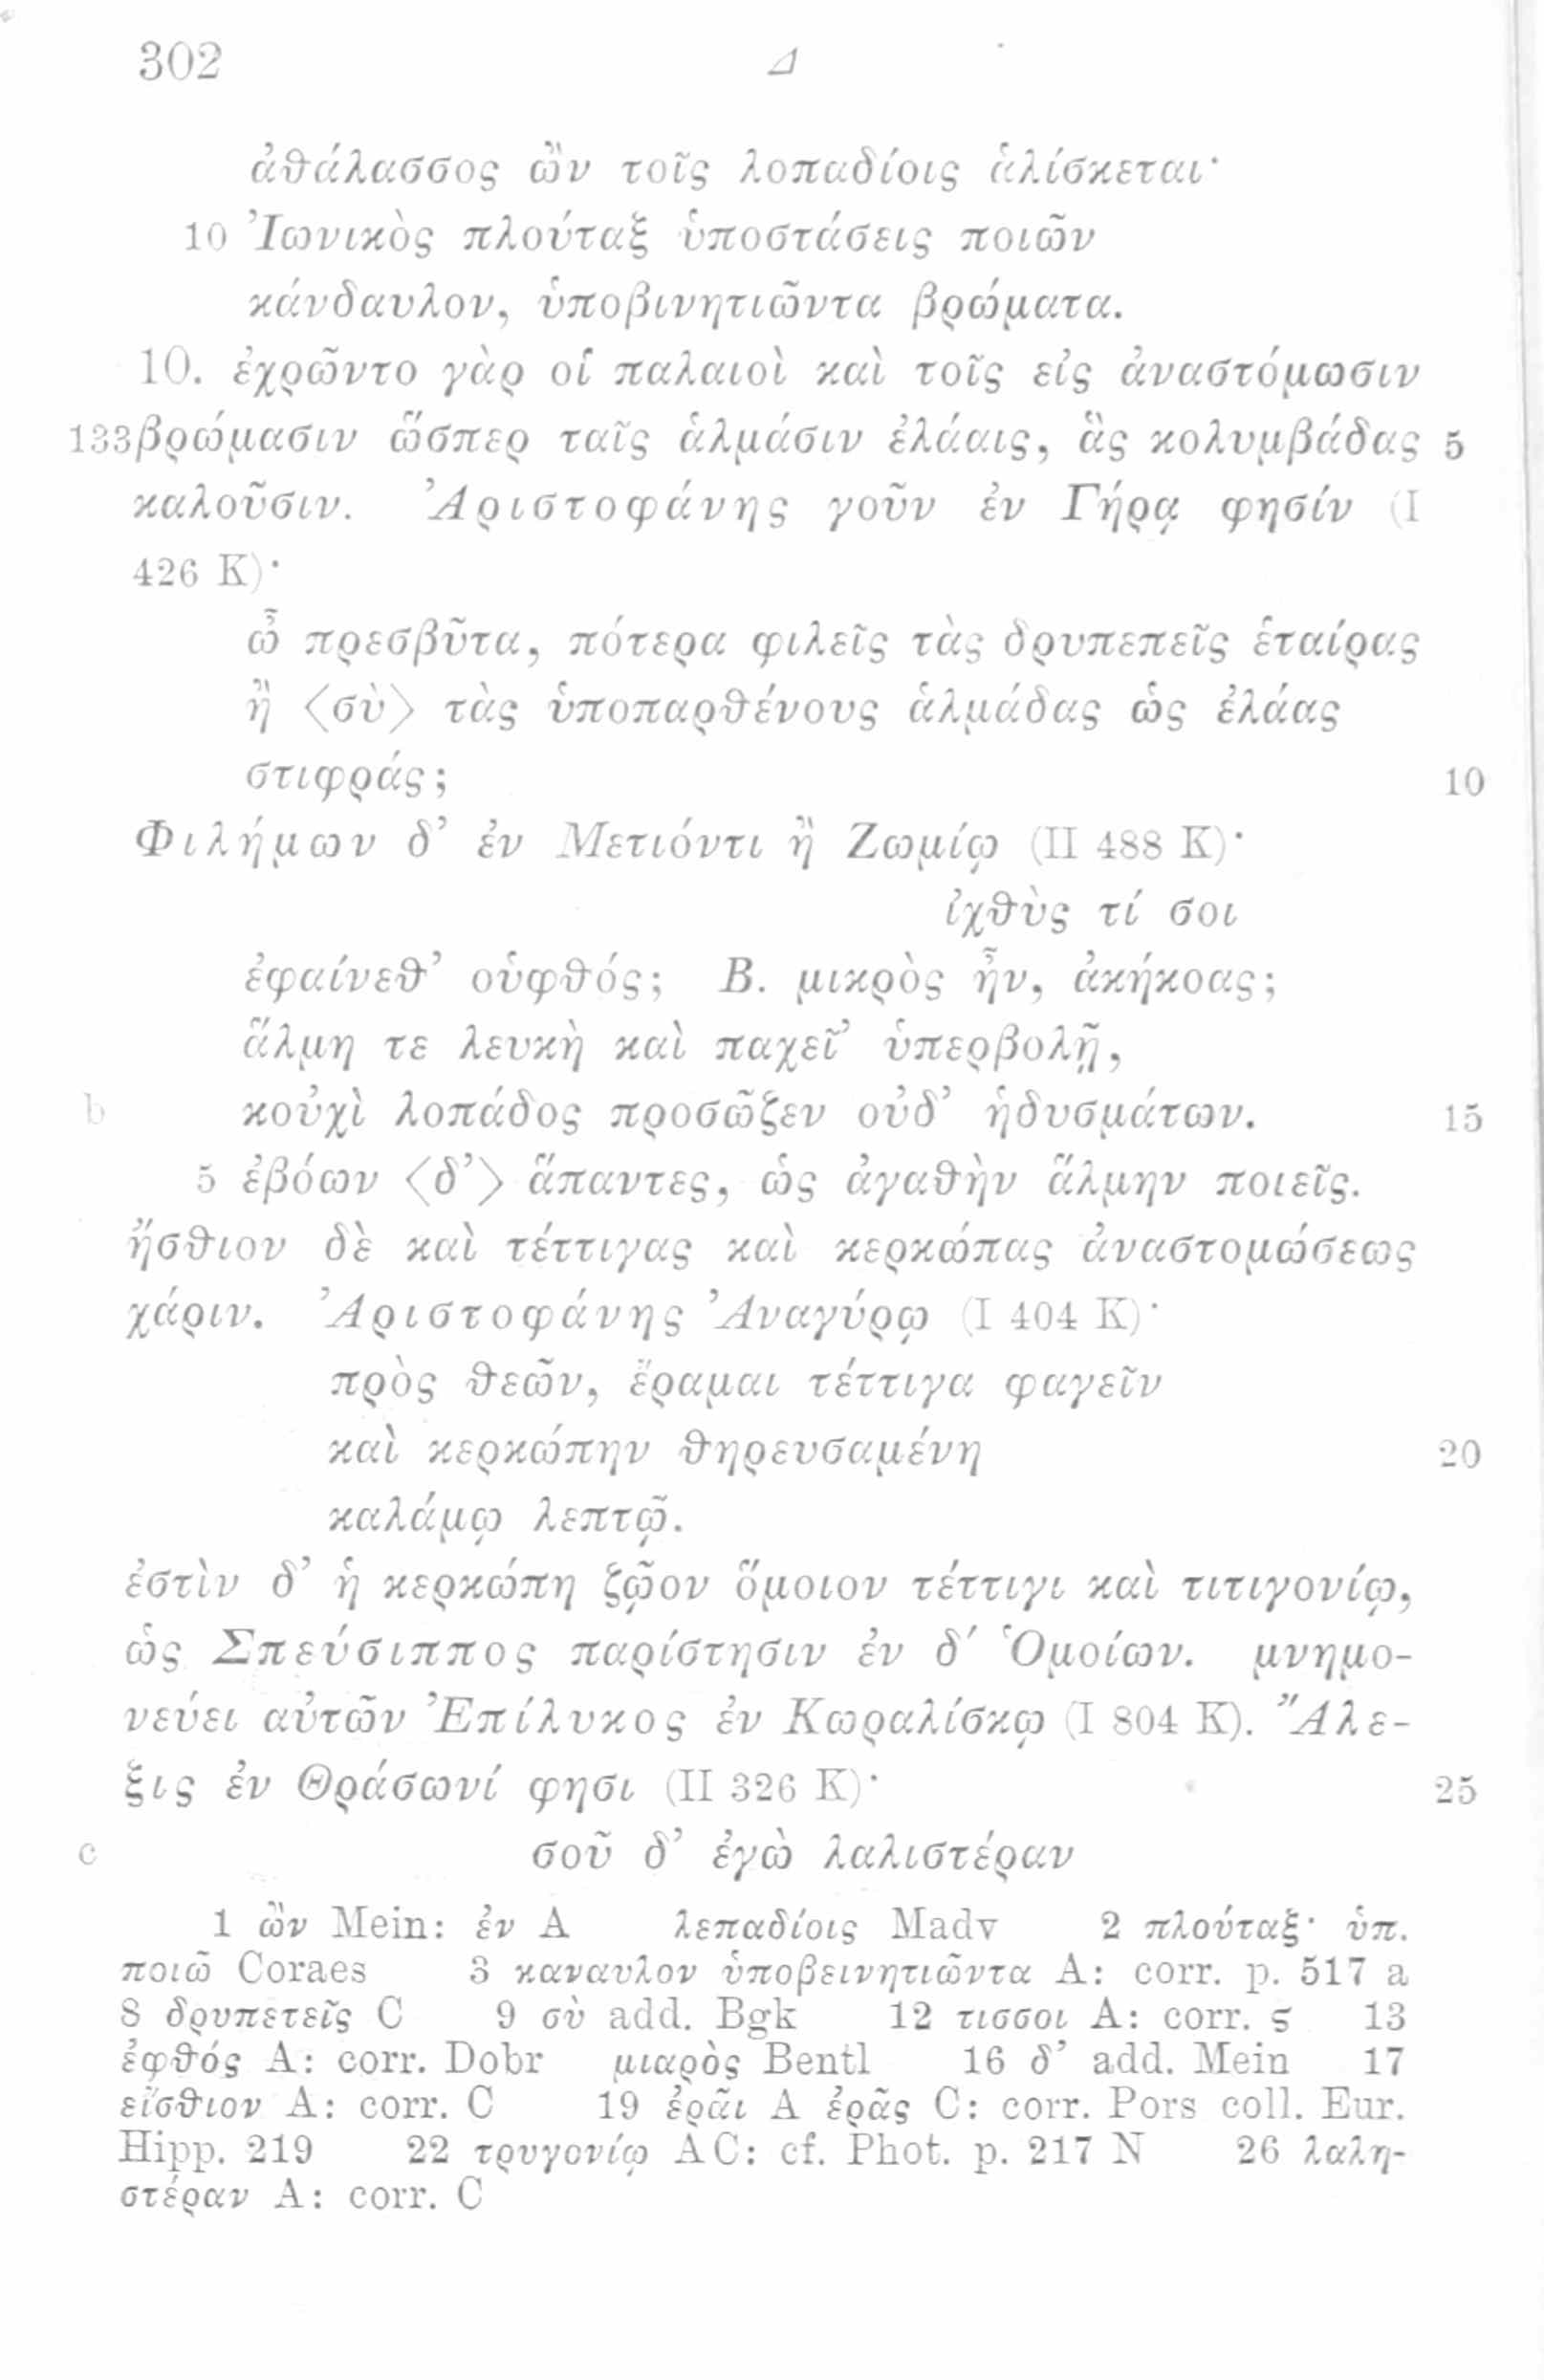 302 Δ
ἀθάλασσος ὢν τοῖς λοπαδίοις ἁλίσκεται·
10 Ἰωνικὸς πλούταξ ὑποστάσεις ποιῶν
κάνδαυλον, ὑποβινητιῶντα βρώματα.
10. ἐχρῶντο γὰρ οἱ παλαιοὶ καὶ τοῖς εἰς ἀναστόμωσιν
133 βρώμασιν ὥσπερ ταῖς ἁλμάσιν ἐλάαις, ἃς κολυμβάδας 5
καλοῦσιν. Ἀριστοφάνης γοῦν ἐν Γήρᾳ φησίν (I
426 K)·
ὦ πρεσβῦτα, πότερα φιλεῖς τὰς δρυπεπεῖς ἑταίρας
ἢ <σὺ> τὰς ὑποπαρθένους ἁλμάδας ὡς ἐλάας
στιφράς; 10
Φιλήμων δ’ ἐν Μετιόντι ἢ Ζωμίῳ (II 488 K)·
ἰχθὺς τί σοι
ἐφαίνεθ’ οὑφθός; B. μικρὸς ἦν, ἀκήκοας;
ἅλμη τε λευκὴ καὶ παχεῖ’ ὑπερβολῇ,
b κοὐχὶ λοπάδος προσῶζεν οὐδ’ ἡδυσμάτων. 15
5 ἐβόων <δ’> ἅπαντες, ὡς ἀγαθὴν ἅλμην ποιεῖς.
ἤσθιον δὲ καὶ τέττιγας καὶ κερκώπας ἀναστομώσεως
χάριν. Ἀριστοφάνης Ἀναγύρῳ (I 404 K)·
πρὸς θεῶν, ἔραμαι τέττιγα φαγεῖν
καὶ κερκώπην θηρευσαμένη 20
καλάμῳ λεπτῷ.
ἐστὶν δ’ ἡ κερκώπη ζῷον ὅμοιον τέττιγι καὶ τιτιγονίῳ,
ὡς Σπεύσιππος παρίστησιν ἐν δ′ Ὁμοίων. μνημο-
νεύει αὐτῶν Ἐπίλυκος ἐν Κωραλίσκῳ (I 804 K). Ἄλε-
ξις ἐν Θράσωνί φησι (II 326 K)· 25
c σοῦ δ’ ἐγὼ λαλιστέραν
1 ὢν Mein: ἐν A λεπαδίοις Madv 2 πλούταξ· ὑπ.
ποιῶ Coraes 3 καναυλον ὑποβεινητιῶντα A: corr. p. 517 a
8 δρυπετεῖς C 9 σὺ add. Bgk 12 τισσοι A: corr. ς 13
ἐφθός A: corr. Dobr μιαρὸς Bentl 16 δ’ add. Mein 17
εἴσθιον A: corr. C 19 ἐρᾶι A ἐρᾶς C: corr. Pors coll. Eur.
Hipp. 219 22 τρυγονίῳ AC: cf. Phot. p. 217 N 26 λαλη-
στέραν A: corr. C